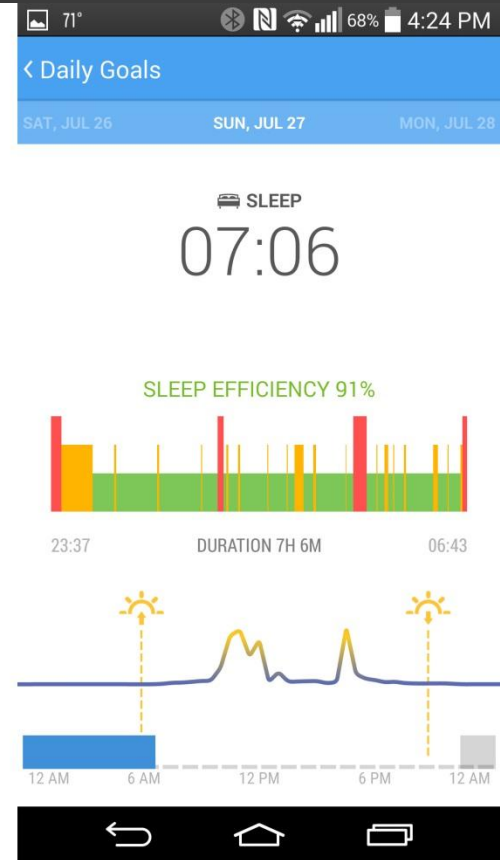 71°
68% 4:24 PM
Daily Goals
SAT, JUL 26 SUN, JUL 27 MON, JUL 28
SLEEP
07:06
SLEEP EFFICIENCY 91%
23:37 DURATION 7H 6M 06:43
12 AM 6 AM 12 PM 6 PM 12 AM